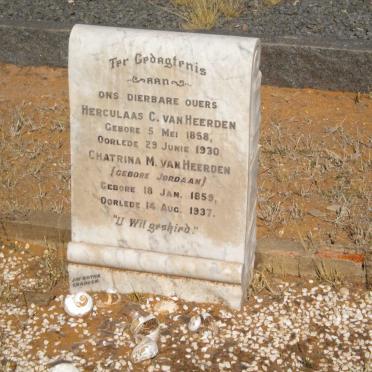 Ter Gedagtenis
aan
ons dierbare ouers
Herculaas C. van Heerden
Gebore 5 Mei 1858,
Oorlede 29 Junie 1930
Chatrina M. van Heerden
(gebore Jordaan)
Gebore 18 Jan. 1859,
Oorlede 14 Aug. 1937.
"U Wil geskied."